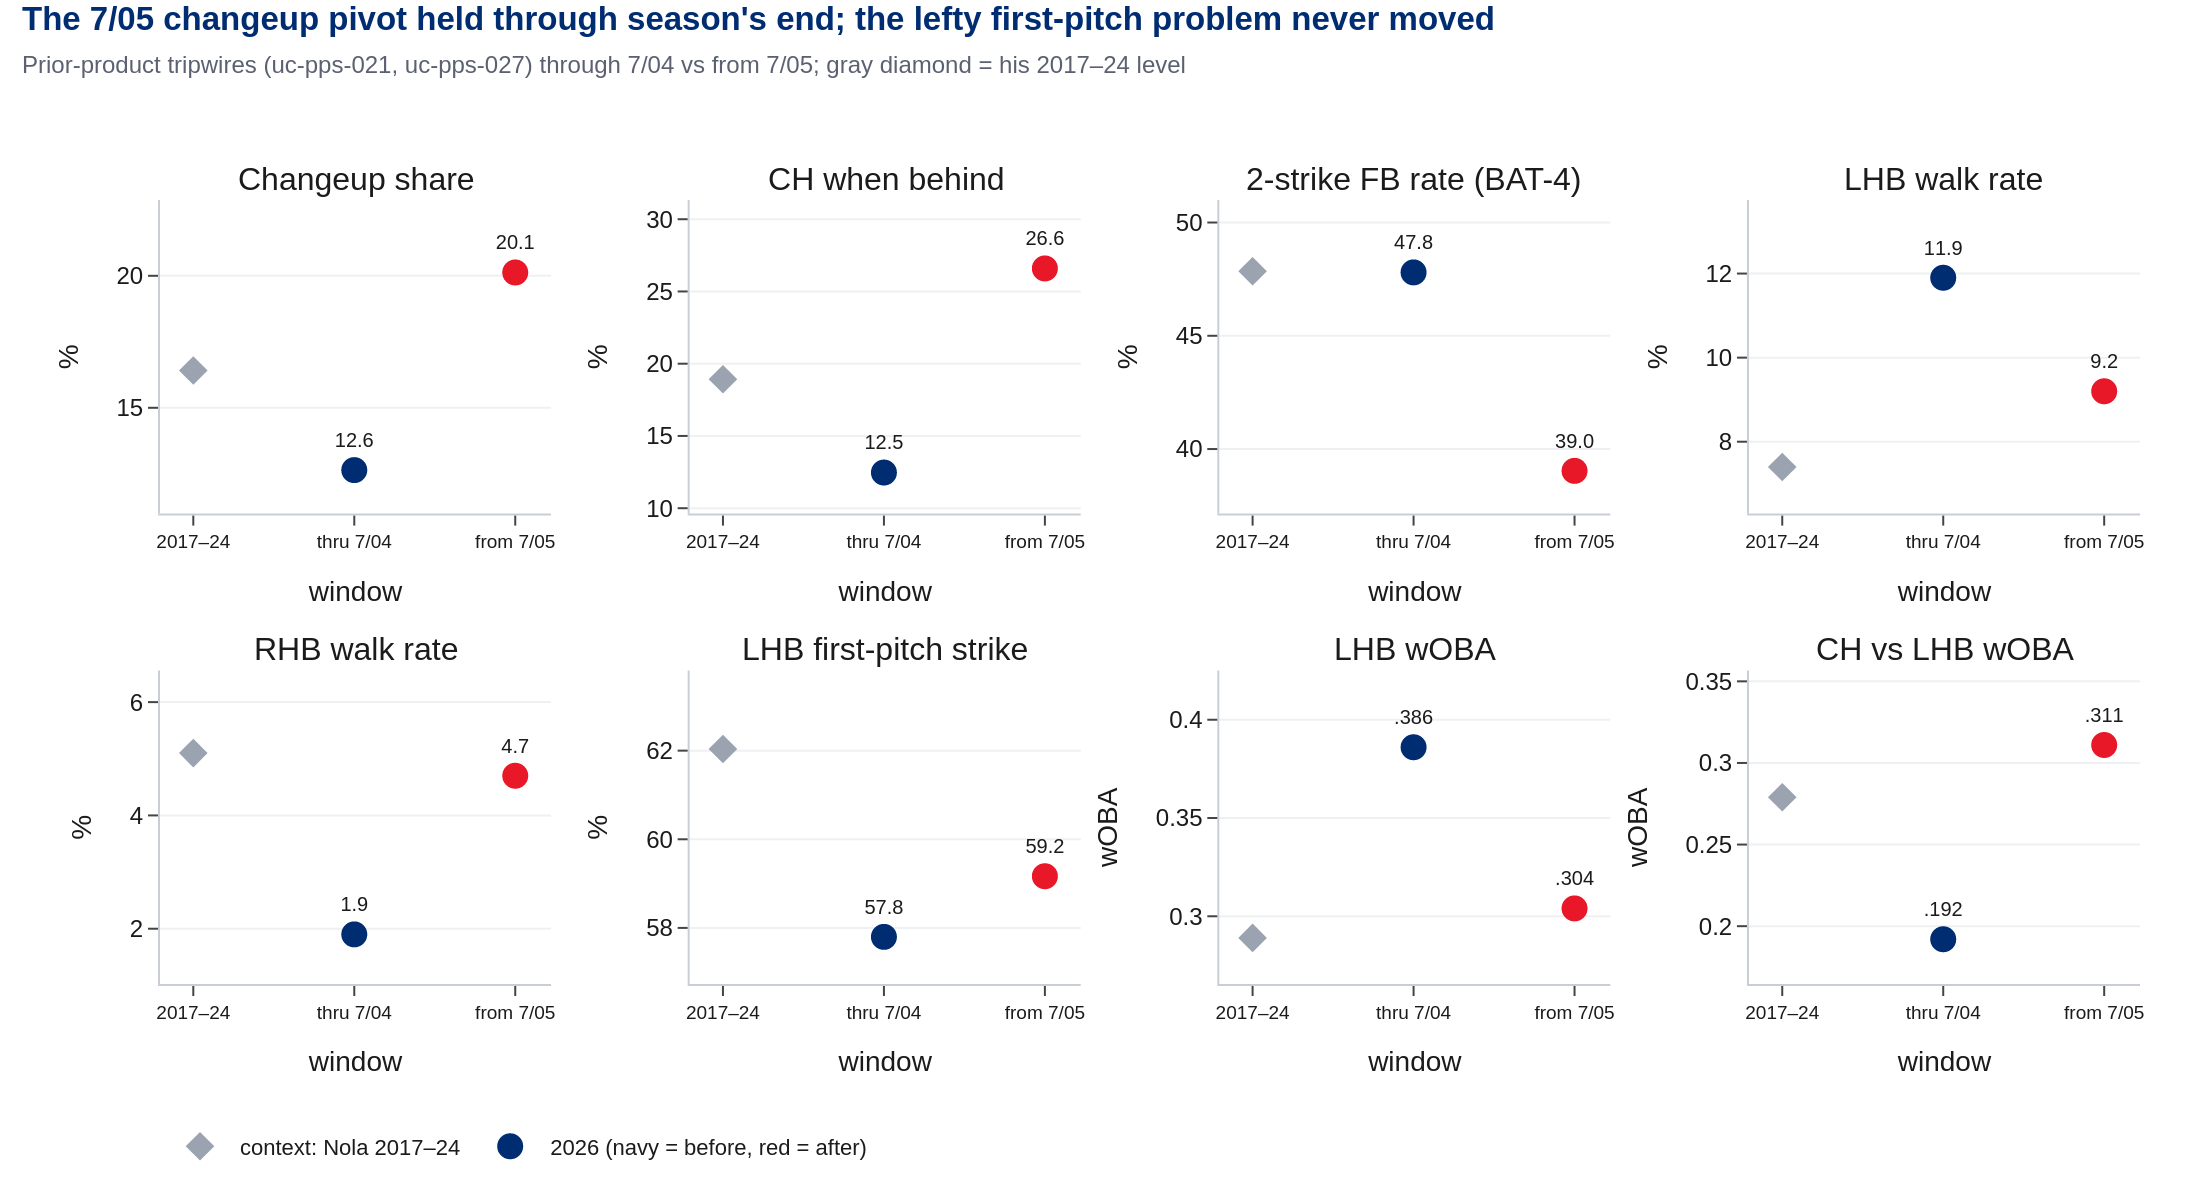 The 7/05 changeup pivot held through season's end; the lefty first-pitch problem never moved
Prior-product tripwires (uc-pps-021, uc-pps-027) through 7/04 vs from 7/05; gray diamond = his 2017–24 level
Changeup share
%
20
15
12.6
20.1
2017–24
thru 7/04
from 7/05
window
CH when behind
%
30
25
20
15
10
12.5
26.6
2017–24
thru 7/04
from 7/05
window
2-strike FB rate (BAT-4)
%
50
45
40
47.8
39.0
2017–24
thru 7/04
from 7/05
window
LHB walk rate
%
12
10
8
11.9
9.2
2017–24
thru 7/04
from 7/05
window
RHB walk rate
%
6
4
2
1.9
4.7
2017–24
thru 7/04
from 7/05
window
LHB first-pitch strike
%
62
60
58
57.8
59.2
2017–24
thru 7/04
from 7/05
window
LHB wOBA
wOBA
0.4
0.35
0.3
.386
.304
2017–24
thru 7/04
from 7/05
window
CH vs LHB wOBA
wOBA
0.35
0.3
0.25
0.2
.192
.311
2017–24
thru 7/04
from 7/05
window
context: Nola 2017–24
2026 (navy = before, red = after)